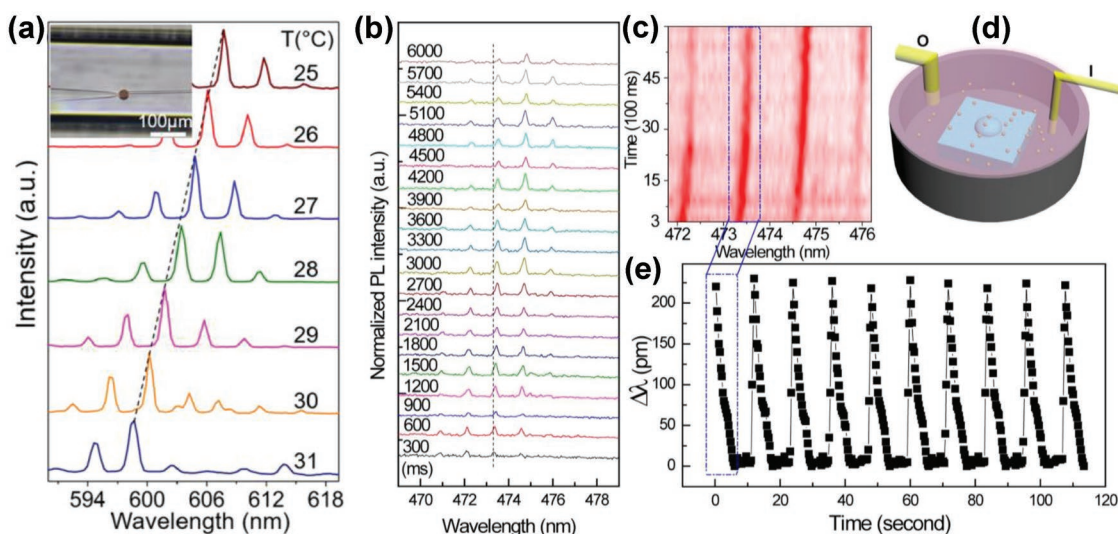 (a)
T(°C)
25
26
27
28
29
30
31
100μm
Intensity (a.u.)
594 600 606 612 618
Wavelength (nm)
(b)
6000
5700
5400
5100
4800
4500
4200
3900
3600
3300
3000
2700
2400
2100
1800
1500
1200
900
600
300
(ms)
Normalized PL intensity (a.u.)
470 472 474 476 478
Wavelength (nm)
(c)
45
30
15
3
Time (100 ms)
472 473 474 475 476
Wavelength (nm)
(d)
O
I
(e)
200
150
100
50
0
Δλ (pm)
0 20 40 60 80 100 120
Time (second)